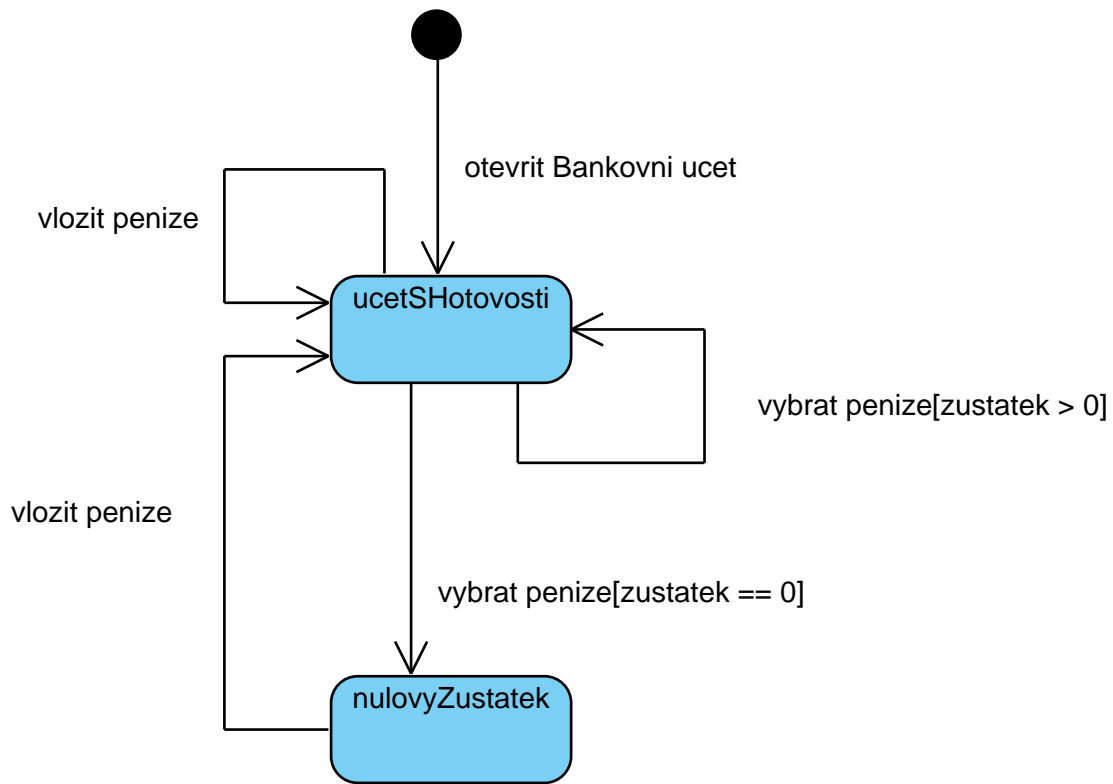 otevrit Bankovni ucet
vlozit penize
ucetSHotovosti
vybrat penize[zustatek > 0]
vlozit penize
vybrat penize[zustatek == 0]
nulovyZustatek